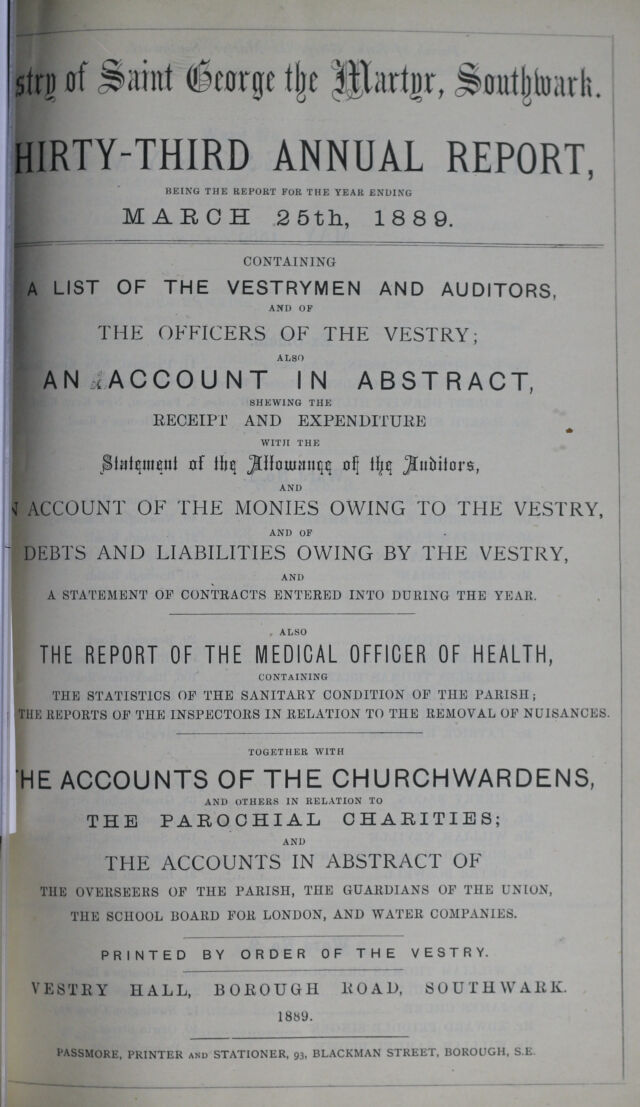 stry of Saint George the Martyr, Southwark.
HIRTY-THIRD ANNUAL REPORT,
BEING THE REPORT FOR THE YEAR ENDING
MARCH 25th, 1889.
CONTAINING
A LIST OF THE VESTRYMEN AND AUDITORS,
AND OF
THE OFFICERS OF THE VESTRY;
ALSO
AN ACCOUNT IN ABSTRACT,
SHEWING THE
RECEIPT AND EXPENDITURE
WITH THE
Statement of the Allowance of the Auditors,
AND
N ACCOUNT OF THE MONIES OWING TO THE VESTRY,
AND OF
DEBTS AND LIABILITIES OWING BY THE VESTRY,
AND
A STATEMENT OF CONTRACTS ENTERED INTO DURING THE YEAR.
ALSO
THE REPORT OF THE MEDICAL OFFICER OF HEALTH,
CONTAINING
THE STATISTICS OF THE SANITARY CONDITION OF THE PARISH;
THE REPORTS OF THE INSPECTORS IN RELATION TO THE REMOVAL OF NUISANCES.
TOGETHER WITH
HE ACCOUNTS OF THE CHURCHWARDENS,
AND OTHERS IN RELATION TO
THE PAROCHIAL CHARITIES;
AND
THE ACCOUNTS IN ABSTRACT OF
THE OVERSEERS OF THE PARISH, THE GUARDIANS OF THE UNION,
THE SCHOOL BOARD FOR LONDON, AND WATER COMPANIES.
PRINTED BY ORDER OF THE VESTRY.
VESTRY HALL, BOROUGH ROAD, SOUTHWARK.
1889.
PASSMORE, PRINTER AND STATIONER, 93, BLACKMAN STREET, BOROUGH, S.E.